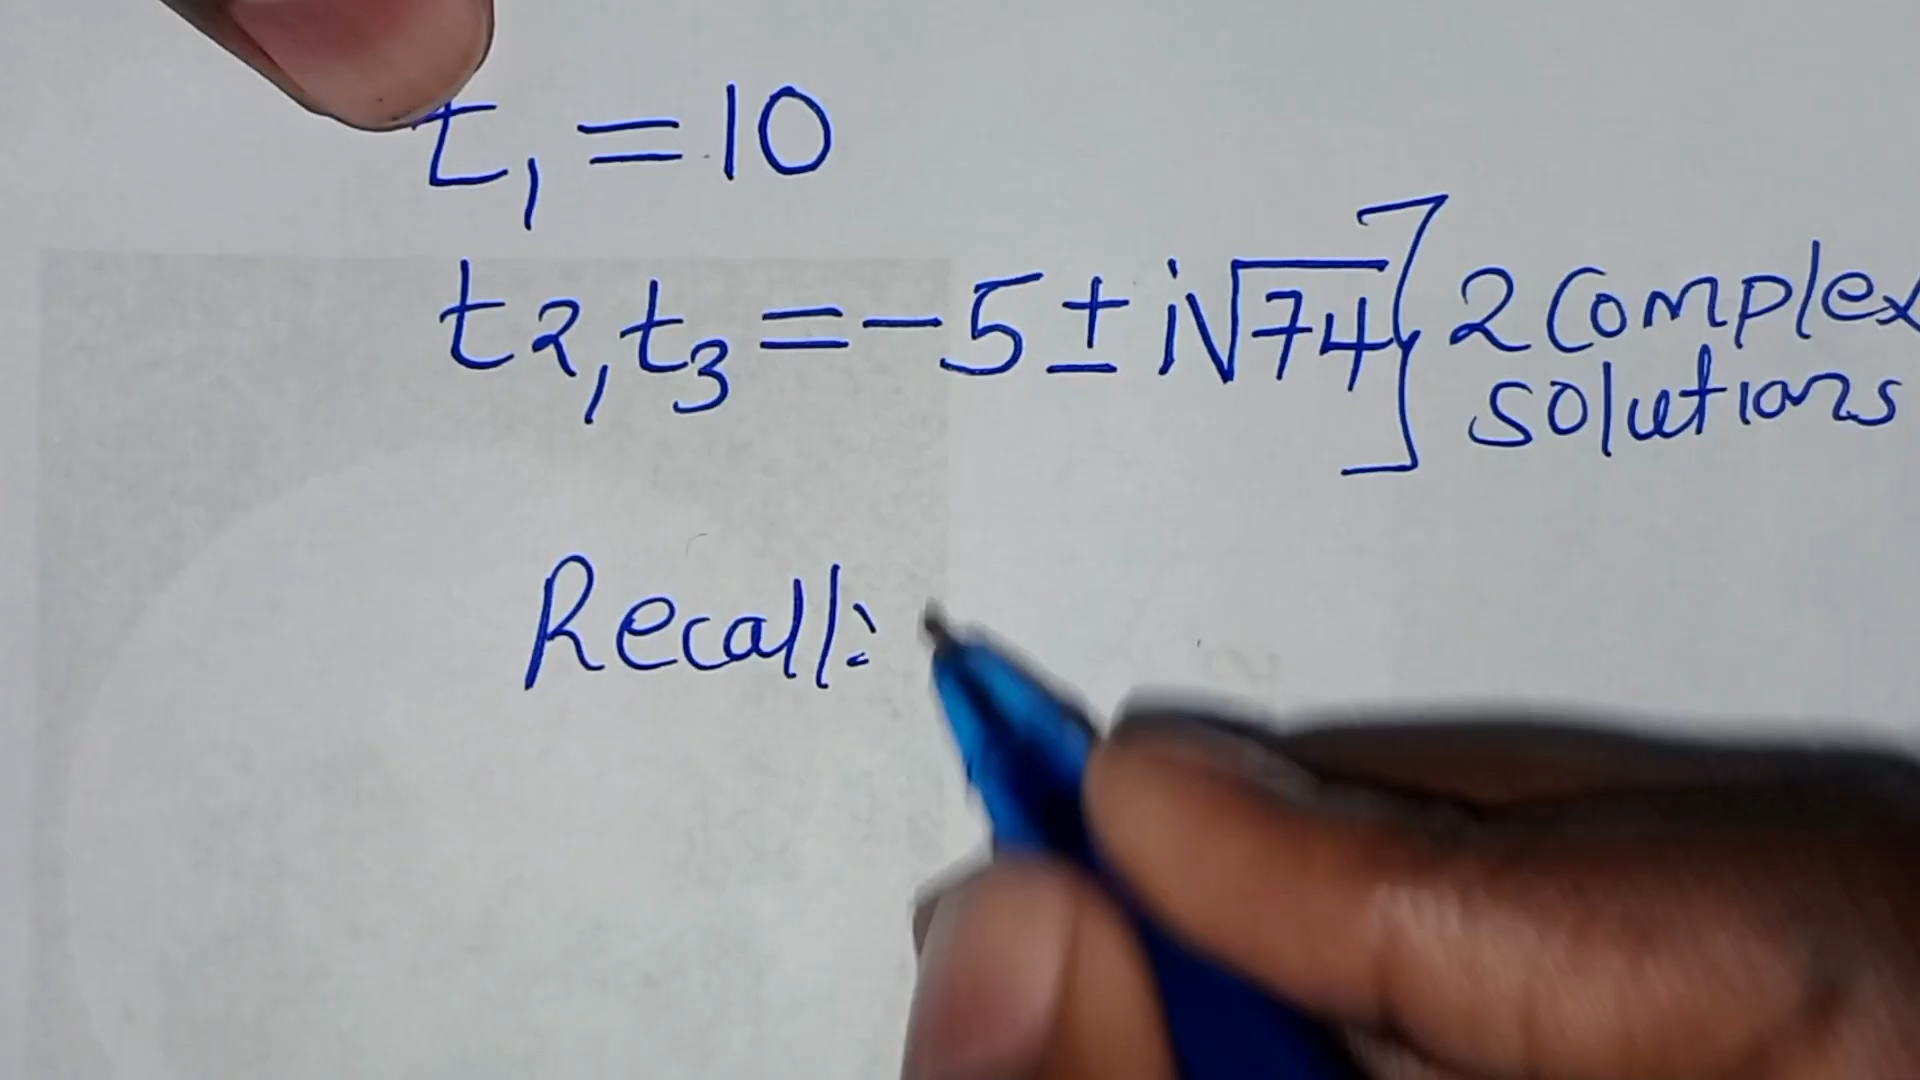 t₁ = 10
t2, t₃ = -5 ± i√74] 2 complex
solutions
Recall: